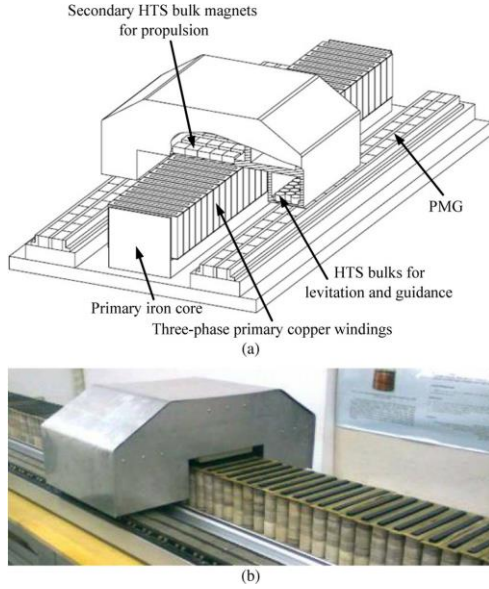 Secondary HTS bulk magnets
for propulsion
PMG
HTS bulks for
levitation and guidance
Primary iron core
Three-phase primary copper windings
(a)
(b)